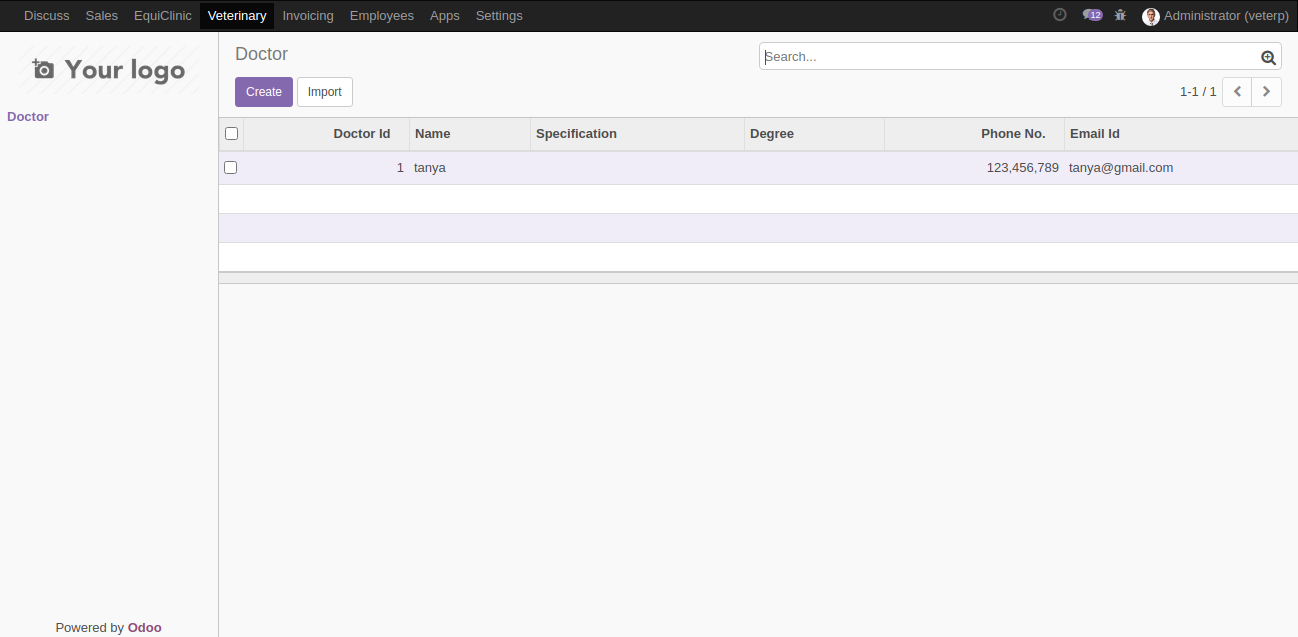 Discuss Sales EquiClinic Veterinary Invoicing Employees Apps Settings 12 Administrator (veterp)
Your logo
Doctor
Doctor
Search...
Create Import
1-1 / 1
Doctor Id Name Specification Degree Phone No. Email Id
1 tanya 123,456,789 tanya@gmail.com
Powered by Odoo